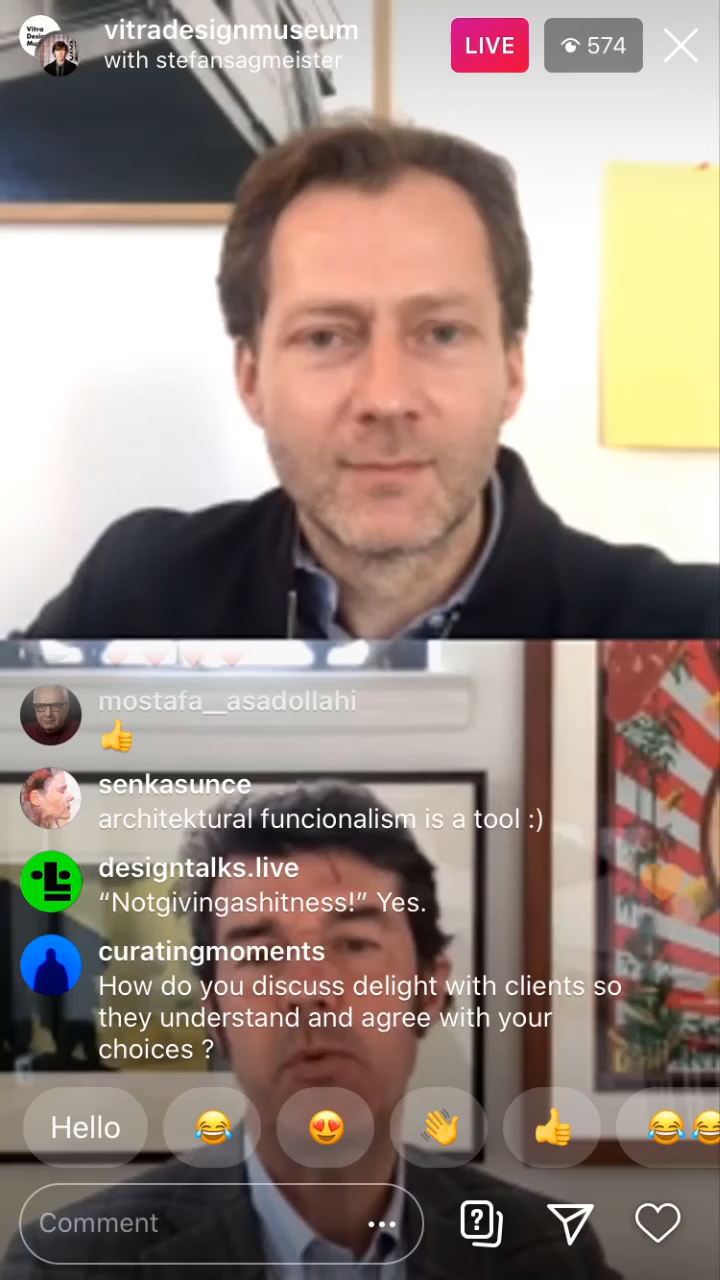 Vitra
vitradesignmuseum
with stefansagmeister
LIVE
574
mostafa__asadollahi
👍
senkasunce
architektural funcionalism is a tool :)
designtalks.live
“Notgivingashitness!” Yes.
curatingmoments
How do you discuss delight with clients so
they understand and agree with your
choices ?
Hello 😂 😍 👋 👍 😂😂
Comment